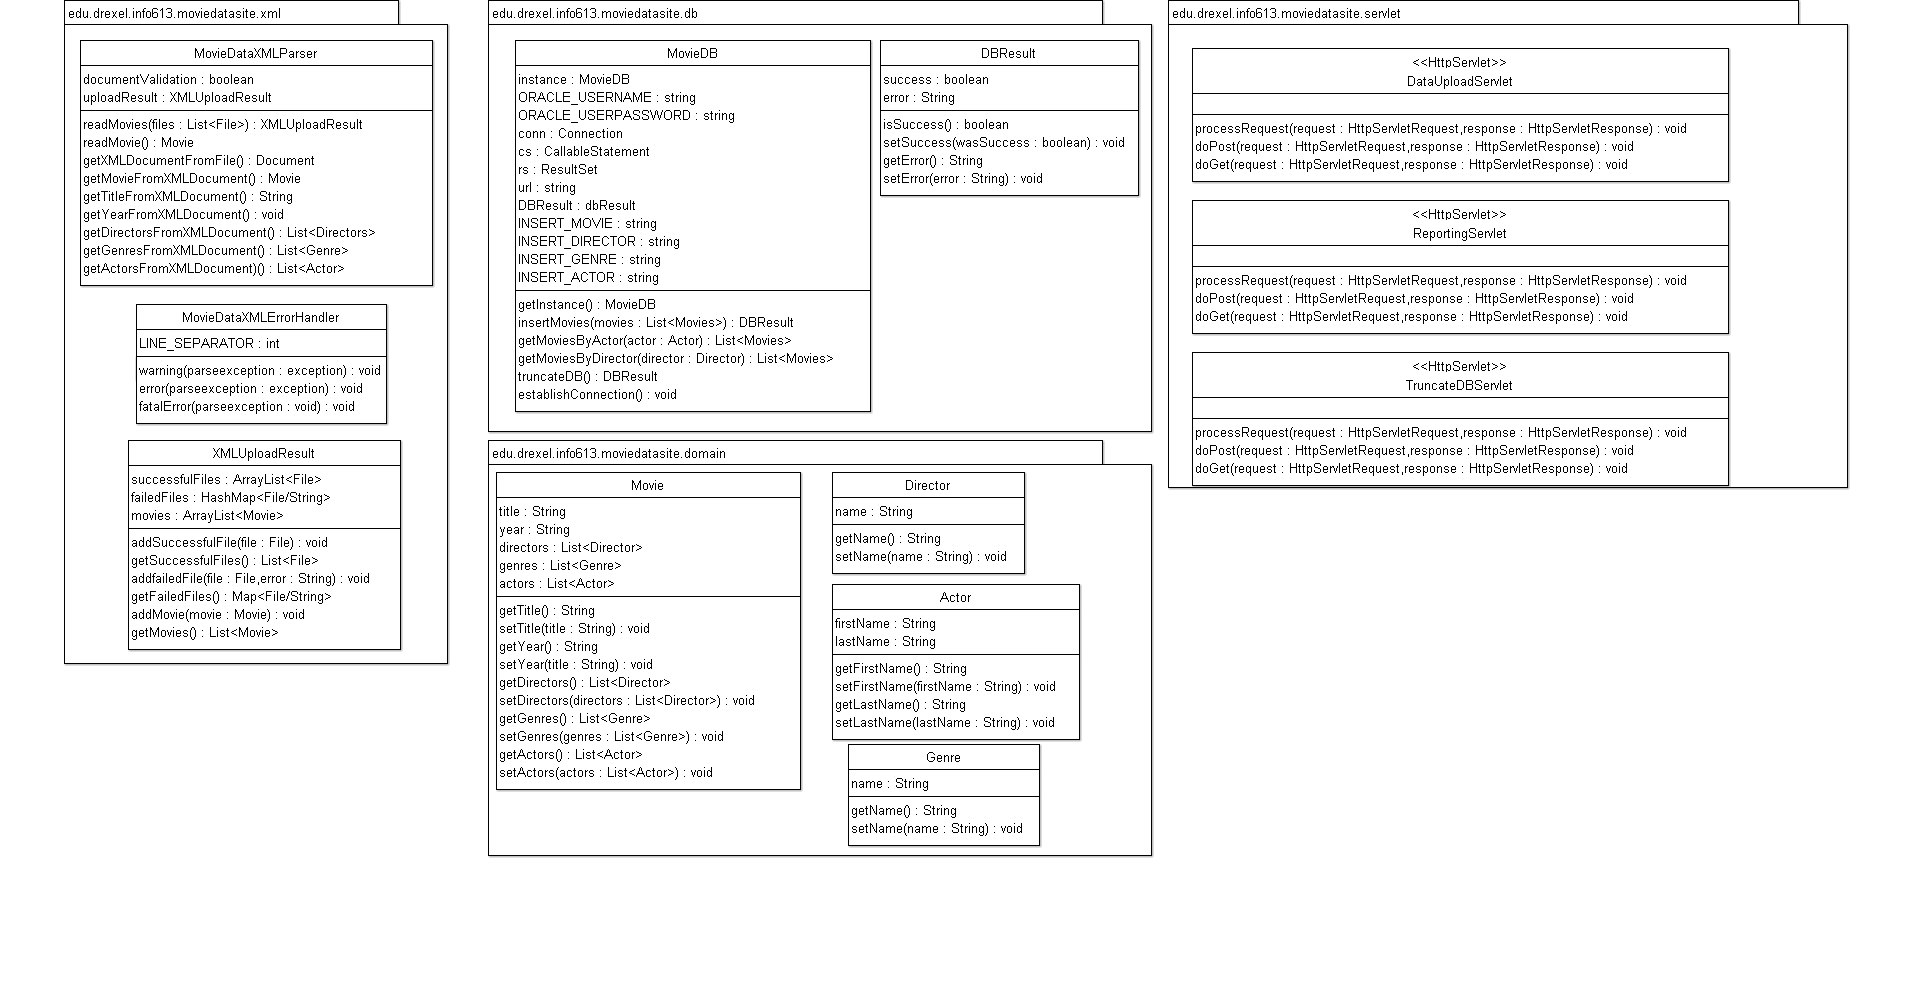 edu.drexel.info613.moviedatasite.xml
MovieDataXMLParser
documentValidation : boolean
uploadResult : XMLUploadResult
readMovies(files : List<File>) : XMLUploadResult
readMovie() : Movie
getXMLDocumentFromFile() : Document
getMovieFromXMLDocument() : Movie
getTitleFromXMLDocument() : String
getYearFromXMLDocument() : void
getDirectorsFromXMLDocument() : List<Directors>
getGenresFromXMLDocument() : List<Genre>
getActorsFromXMLDocument)() : List<Actor>
MovieDataXMLErrorHandler
LINE_SEPARATOR : int
warning(parseexception : exception) : void
error(parseexception : exception) : void
fatalError(parseexception : void) : void
XMLUploadResult
successfulFiles : ArrayList<File>
failedFiles : HashMap<File/String>
movies : ArrayList<Movie>
addSuccessfulFile(file : File) : void
getSuccessfulFiles() : List<File>
addfailedFile(file : File,error : String) : void
getFailedFiles() : Map<File/String>
addMovie(movie : Movie) : void
getMovies() : List<Movie>
edu.drexel.info613.moviedatasite.db
MovieDB
instance : MovieDB
ORACLE_USERNAME : string
ORACLE_USERPASSWORD : string
conn : Connection
cs : CallableStatement
rs : ResultSet
url : string
DBResult : dbResult
INSERT_MOVIE : string
INSERT_DIRECTOR : string
INSERT_GENRE : string
INSERT_ACTOR : string
getInstance() : MovieDB
insertMovies(movies : List<Movies>) : DBResult
getMoviesByActor(actor : Actor) : List<Movies>
getMoviesByDirector(director : Director) : List<Movies>
truncateDB() : DBResult
establishConnection() : void
DBResult
success : boolean
error : String
isSuccess() : boolean
setSuccess(wasSuccess : boolean) : void
getError() : String
setError(error : String) : void
edu.drexel.info613.moviedatasite.domain
Movie
title : String
year : String
directors : List<Director>
genres : List<Genre>
actors : List<Actor>
getTitle() : String
setTitle(title : String) : void
getYear() : String
setYear(title : String) : void
getDirectors() : List<Director>
setDirectors(directors : List<Director>) : void
getGenres() : List<Genre>
setGenres(genres : List<Genre>) : void
getActors() : List<Actor>
setActors(actors : List<Actor>) : void
Director
name : String
getName() : String
setName(name : String) : void
Actor
firstName : String
lastName : String
getFirstName() : String
setFirstName(firstName : String) : void
getLastName() : String
setLastName(lastName : String) : void
Genre
name : String
getName() : String
setName(name : String) : void
edu.drexel.info613.moviedatasite.servlet
<<HttpServlet>>
DataUploadServlet
processRequest(request : HttpServletRequest,response : HttpServletResponse) : void
doPost(request : HttpServletRequest,response : HttpServletResponse) : void
doGet(request : HttpServletRequest,response : HttpServletResponse) : void
<<HttpServlet>>
ReportingServlet
processRequest(request : HttpServletRequest,response : HttpServletResponse) : void
doPost(request : HttpServletRequest,response : HttpServletResponse) : void
doGet(request : HttpServletRequest,response : HttpServletResponse) : void
<<HttpServlet>>
TruncateDBServlet
processRequest(request : HttpServletRequest,response : HttpServletResponse) : void
doPost(request : HttpServletRequest,response : HttpServletResponse) : void
doGet(request : HttpServletRequest,response : HttpServletResponse) : void